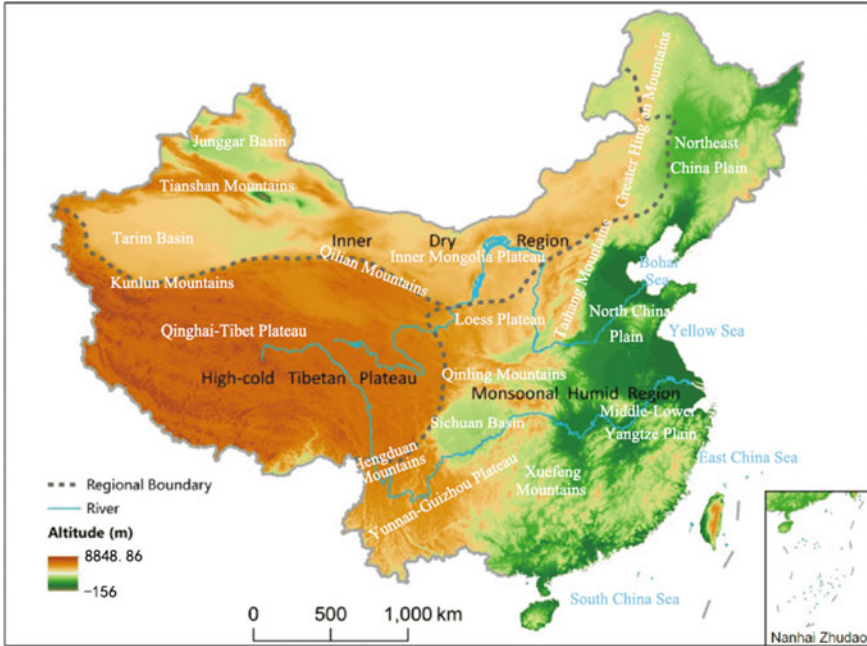 Greater Hing'an Mountains
Junggar Basin
Northeast
China Plain
Tianshan Mountains
Tarim Basin
Inner Dry Region
Inner Mongolia Plateau
Qilian Mountains
Taihang Mountains
Bohai
Sea
Kunlun Mountains
Loess Plateau
North China
Plain
Yellow Sea
Qinghai-Tibet Plateau
High-cold Tibetan Plateau
Qinling Mountains
Monsoonal Humid Region
Middle-Lower
Yangtze Plain
Sichuan Basin
Hengduan
Mountains
East China Sea
Xuefeng
Mountains
Yunnan-Guizhou Plateau
Regional Boundary
River
Altitude (m)
8848.86
-156
0 500 1,000 km
South China Sea
Nanhai Zhudao